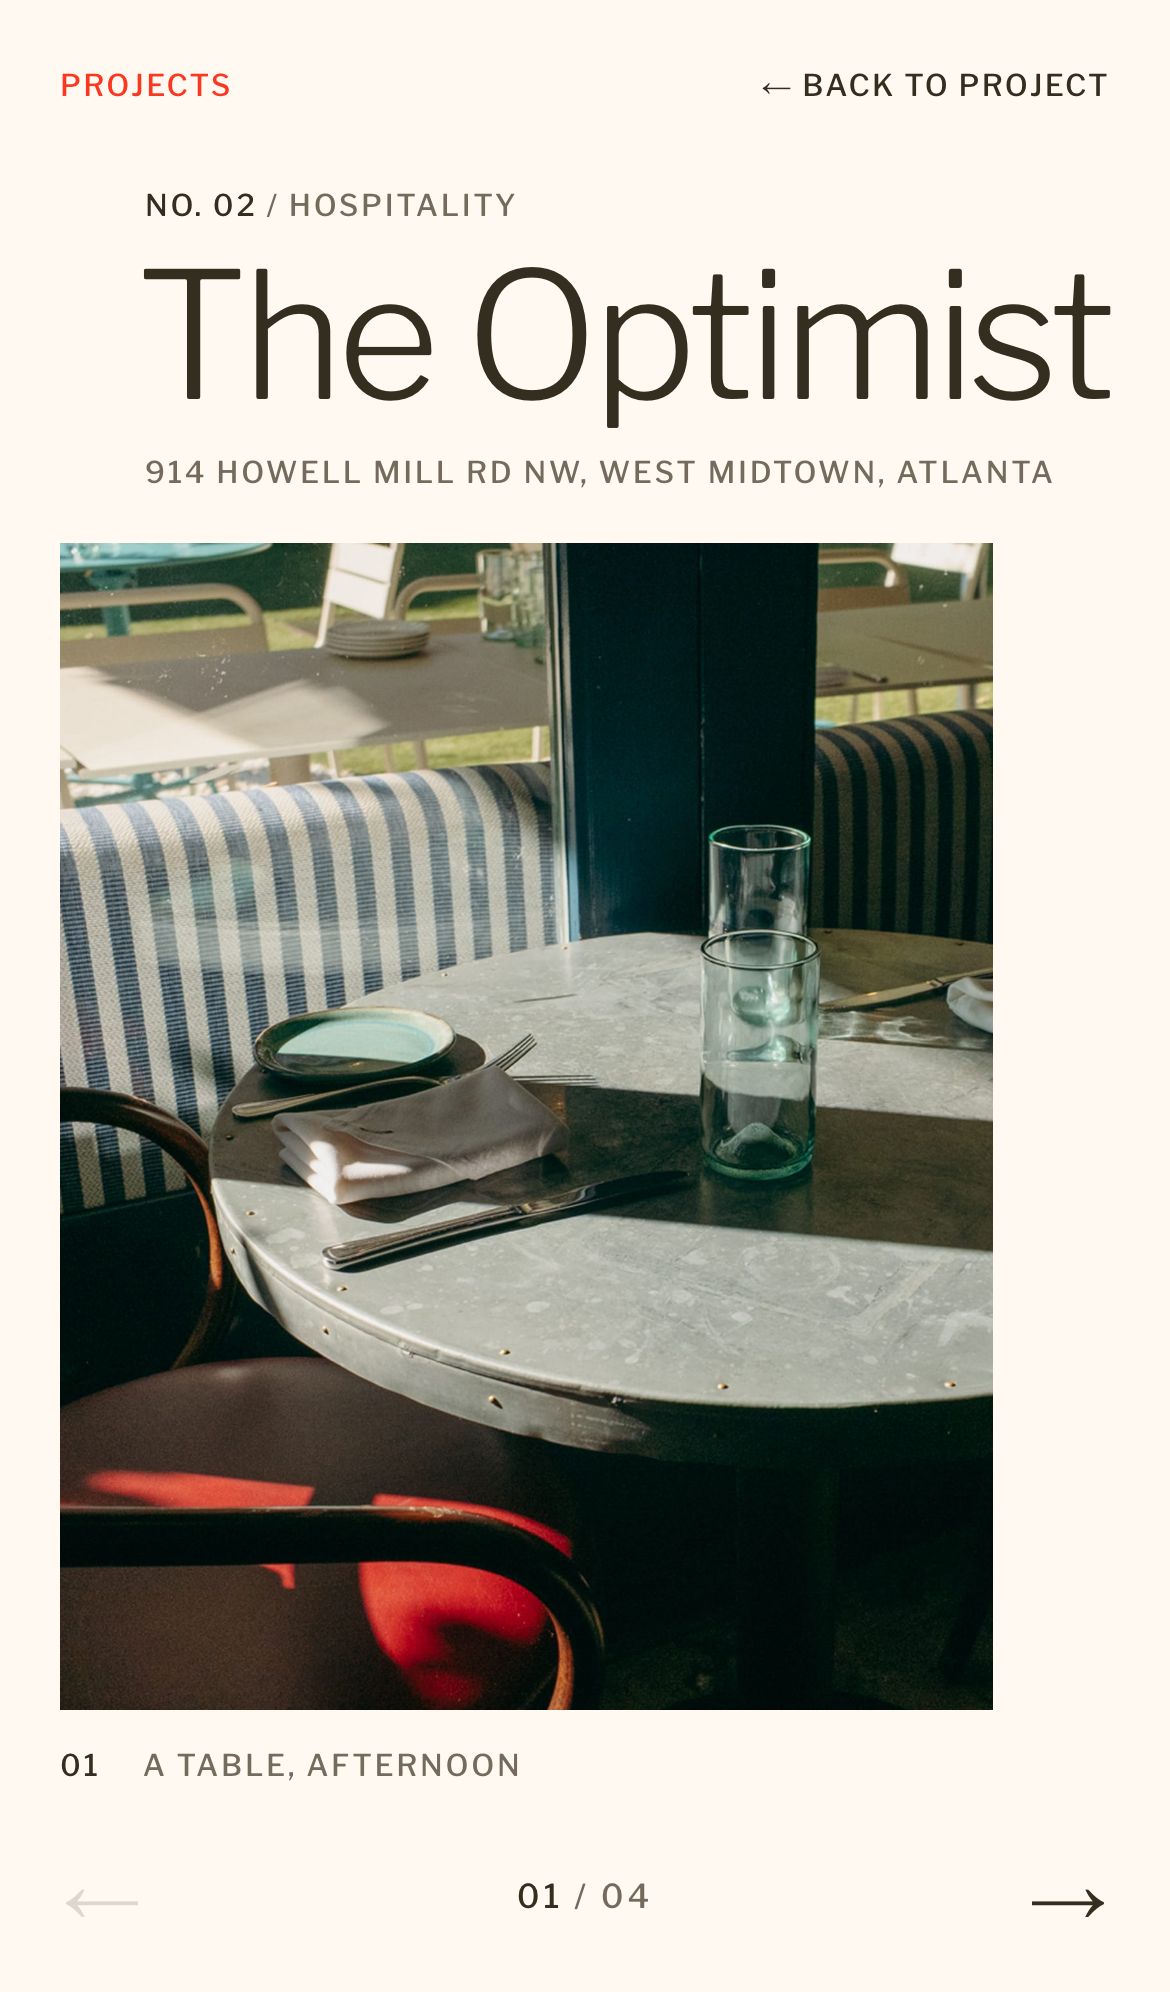 PROJECTS
← BACK TO PROJECT
NO. 02 / HOSPITALITY
The Optimist
914 HOWELL MILL RD NW, WEST MIDTOWN, ATLANTA
01 A TABLE, AFTERNOON
← 01 / 04 →